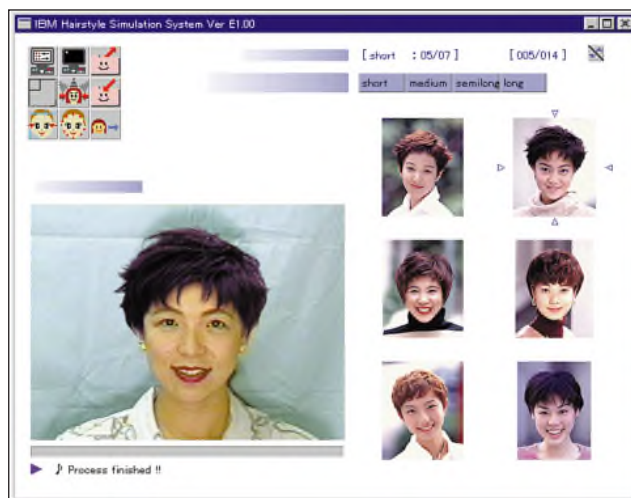 IBM Hairstyle Simulation System Ver E1.00
[ short : 05/07 ] [ 005/014 ]
short medium semilong long
♪ Process finished !!